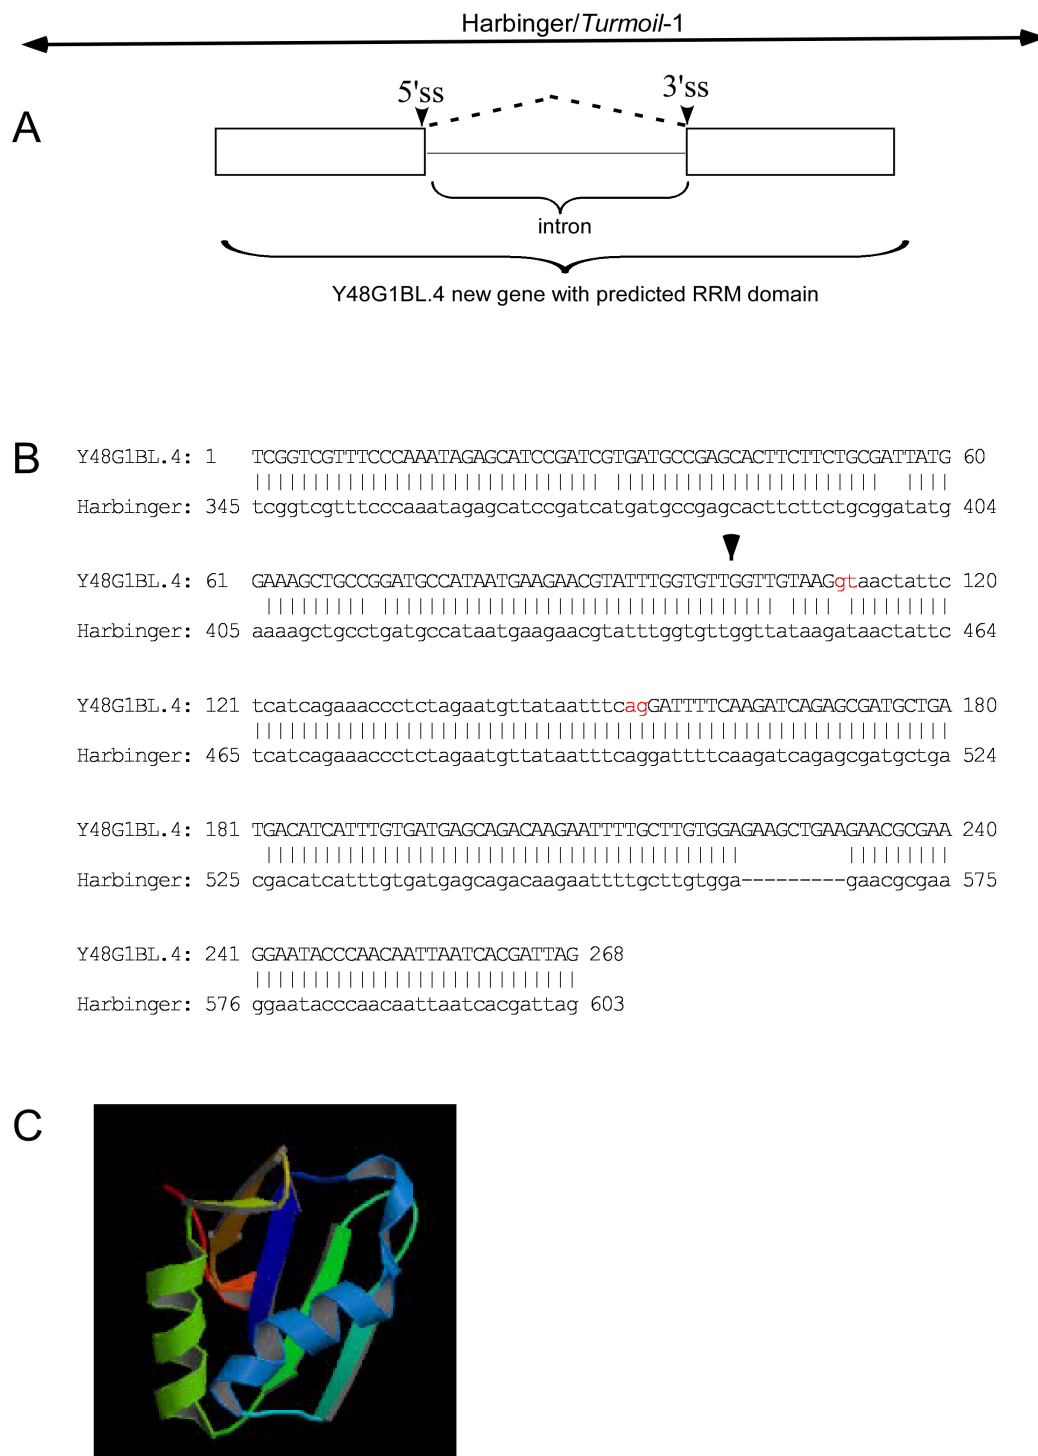 Harbinger/Turmoil-1
A
5'ss
3'ss
intron
Y48G1BL.4 new gene with predicted RRM domain
B
Y48G1BL.4: 1 TCGGTCGTTTCCCAAATAGAGCATCCGATCGTGATGCCGAGCACTTCTTCTGCGATTATG 60
Harbinger: 345 tcggtcgtttcccaaatagagcatccgatcatgatgccgagcacttcttctgcggatatg 404
Y48G1BL.4: 61 GAAAGCTGCCGGATGCCATAATGAAGAACGTATTTGGTGTTGGTTGTAAGgtaactattc 120
Harbinger: 405 aaaagctgcctgatgccataatgaagaacgtatttggtgttggttataagataactattc 464
Y48G1BL.4: 121 tcatcagaaaccctctagaatgttataatttcagGATTTTCAAGATCAGAGCGATGCTGA 180
Harbinger: 465 tcatcagaaaccctctagaatgttataatttcaggattttcaagatcagagcgatgctga 524
Y48G1BL.4: 181 TGACATCATTTGTGATGAGCAGACAAGAATTTTGCTTGTGGAGAAGCTGAAGAACGCGAA 240
Harbinger: 525 cgacatcatttgtgatgagcagacaagaattttgcttgtgga---------gaacgcgaa 575
Y48G1BL.4: 241 GGAATACCCAACAATTAATCACGATTAG 268
Harbinger: 576 ggaatacccaacaattaatcacgattag 603
C